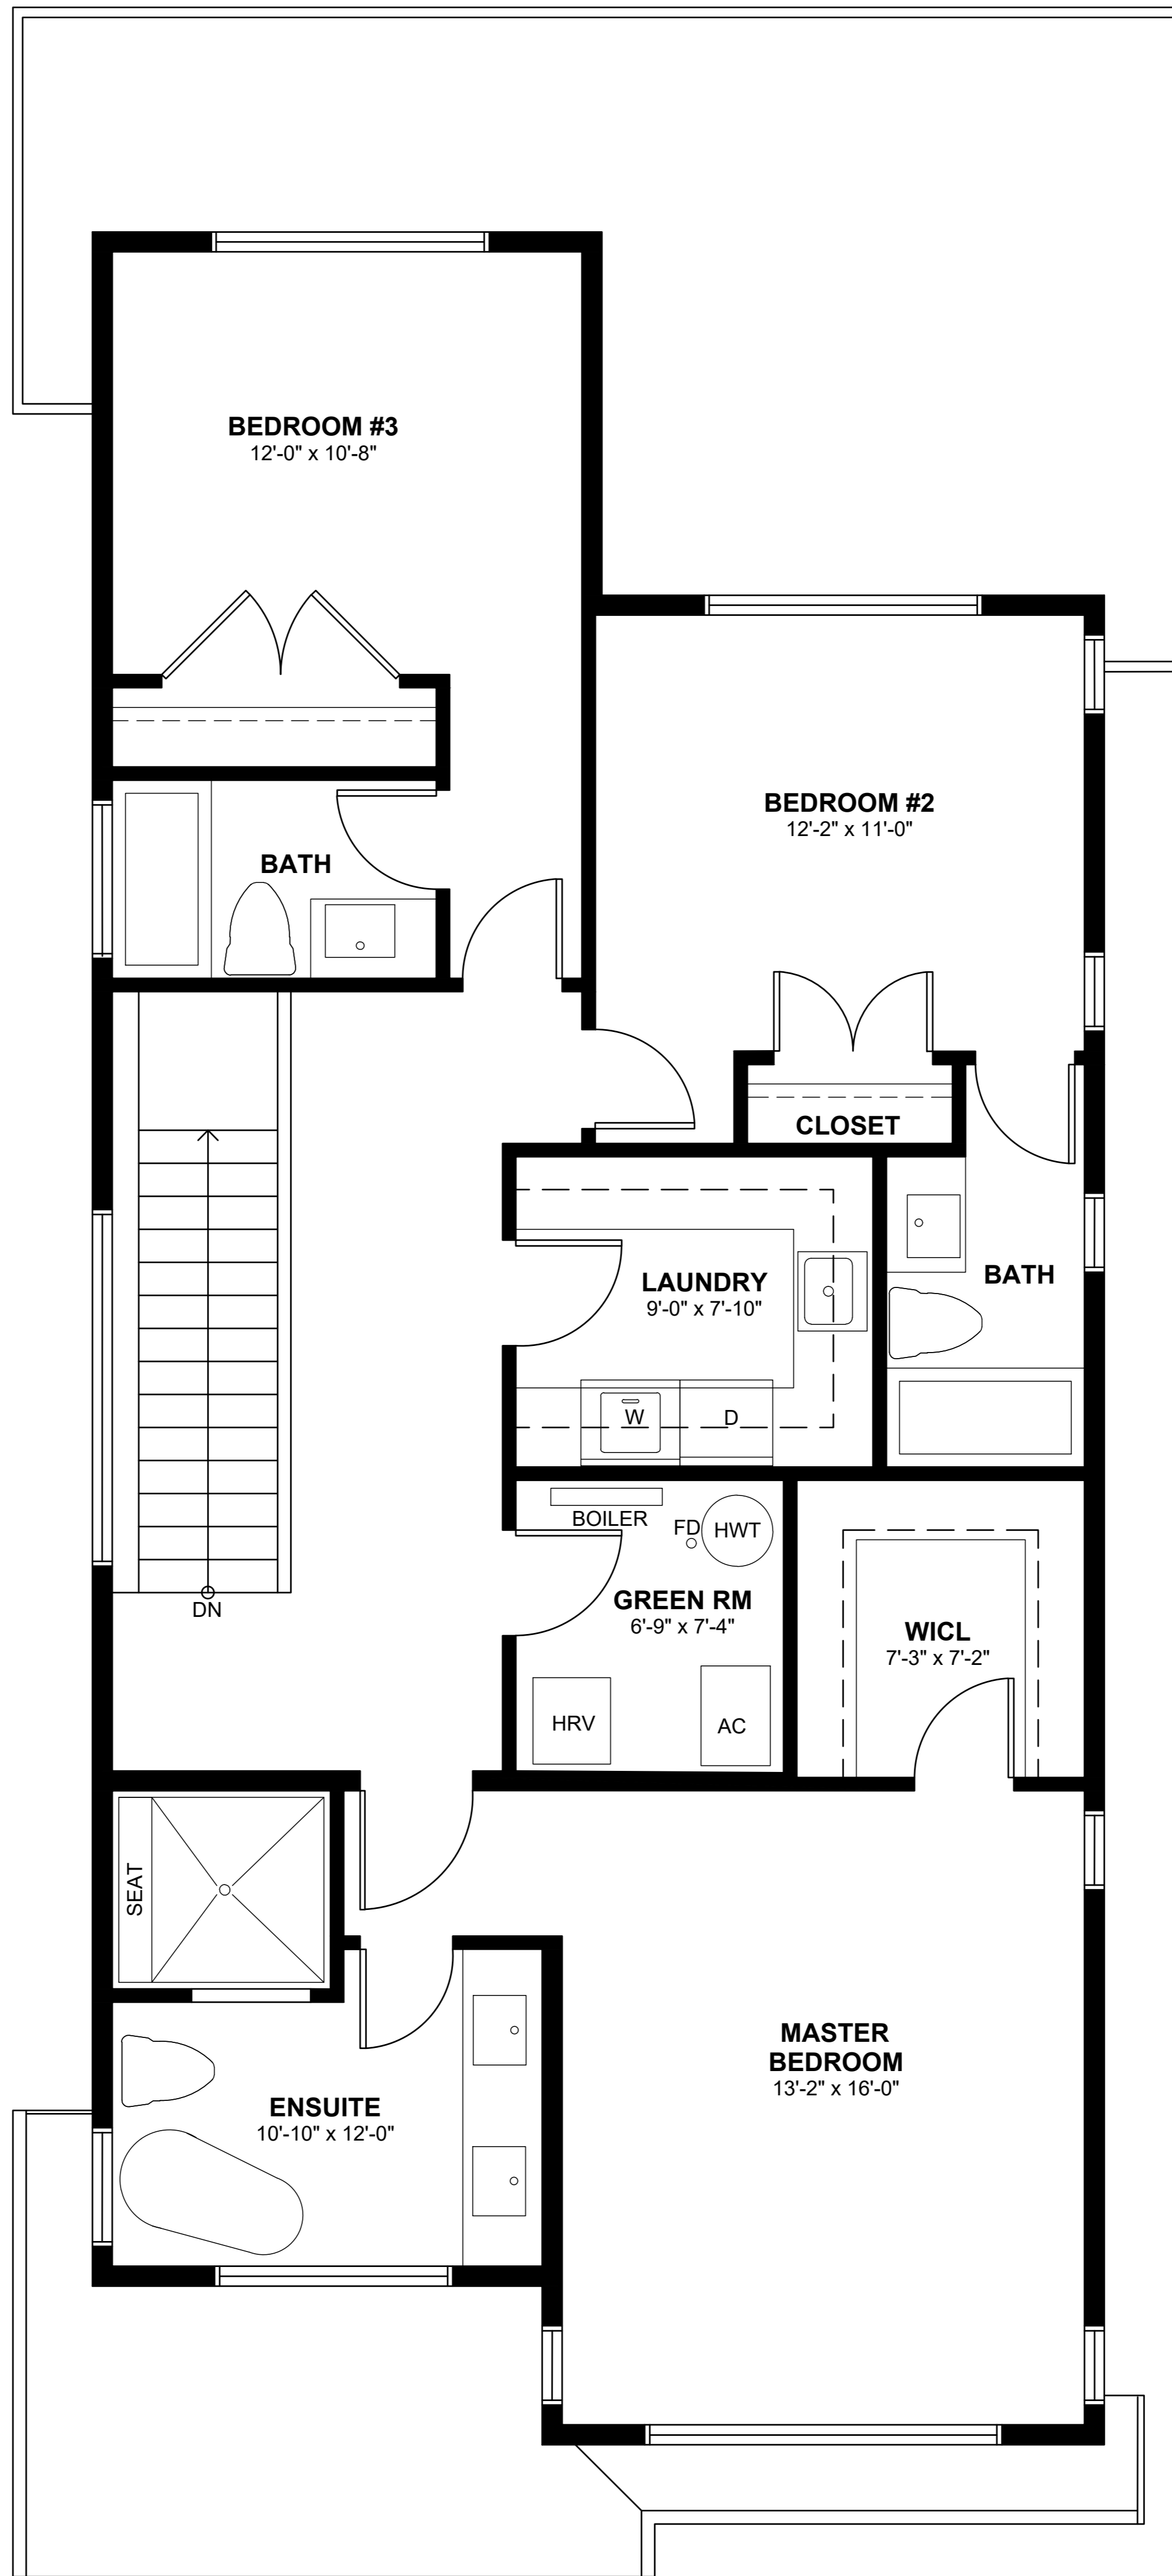 BEDROOM #3
12'-0" x 10'-8"
BEDROOM #2
12'-2" x 11'-0"
BATH
CLOSET
LAUNDRY
9'-0" x 7'-10"
BATH
W
D
BOILER
FD
HWT
GREEN RM
6'-9" x 7'-4"
DN
WICL
7'-3" x 7'-2"
HRV
AC
SEAT
MASTER
BEDROOM
13'-2" x 16'-0"
ENSUITE
10'-10" x 12'-0"